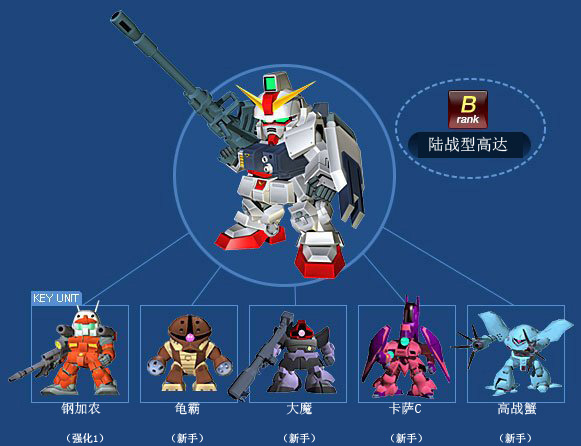 B
rank
陆战型高达
KEY UNIT
钢加农 龟霸 大魔 卡萨C 高战蟹
（强化1） （新手） （新手） （新手） （新手）